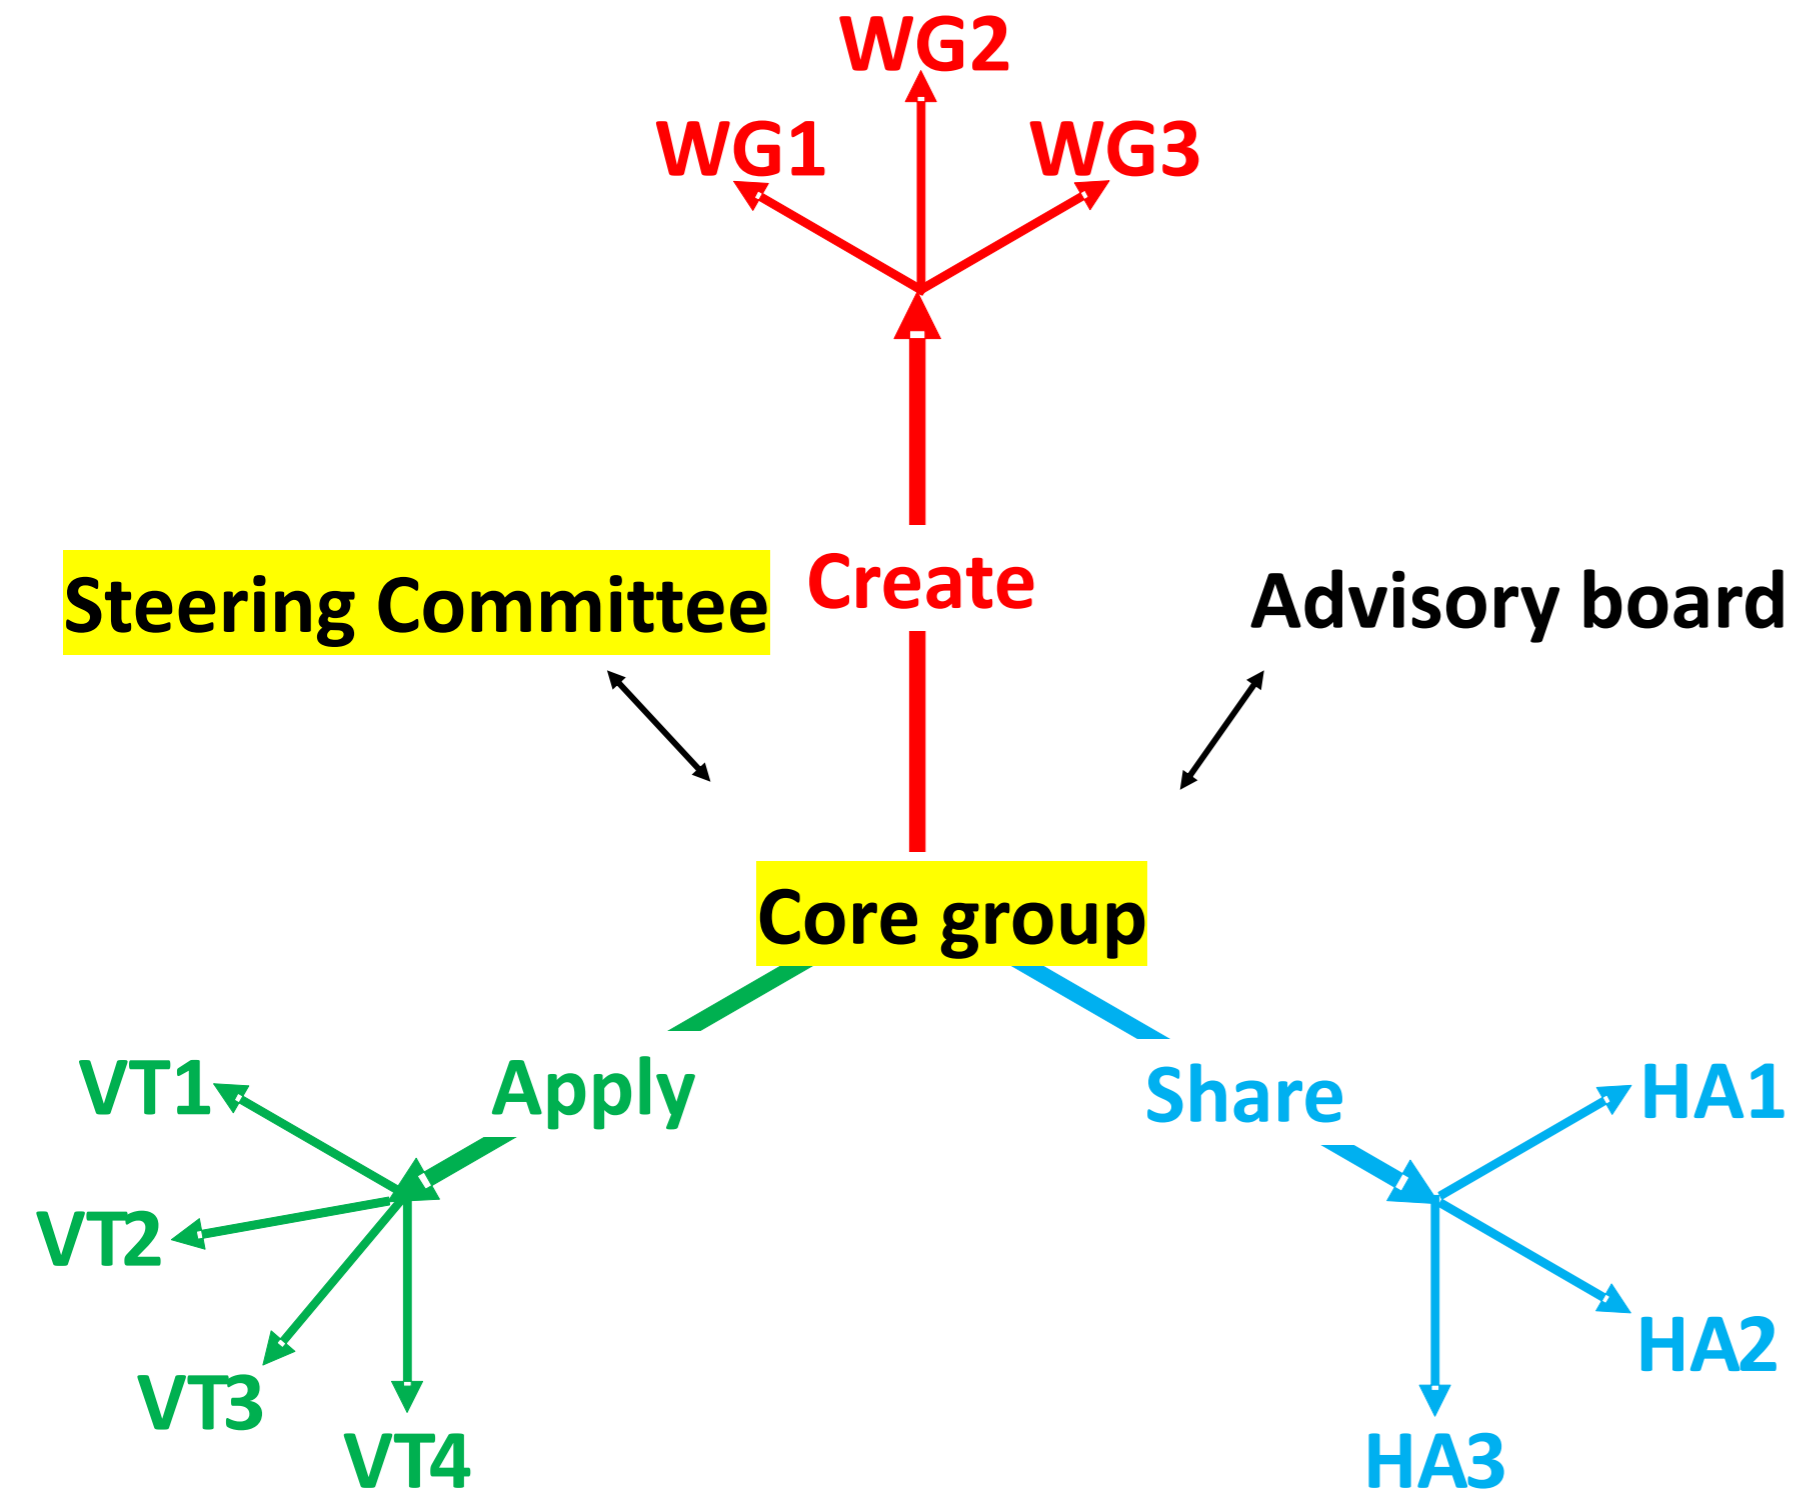 WG2
WG1
WG3
Steering Committee
Create
Advisory board
Core group
Apply
Share
VT1
VT2
VT3
VT4
HA1
HA2
HA3